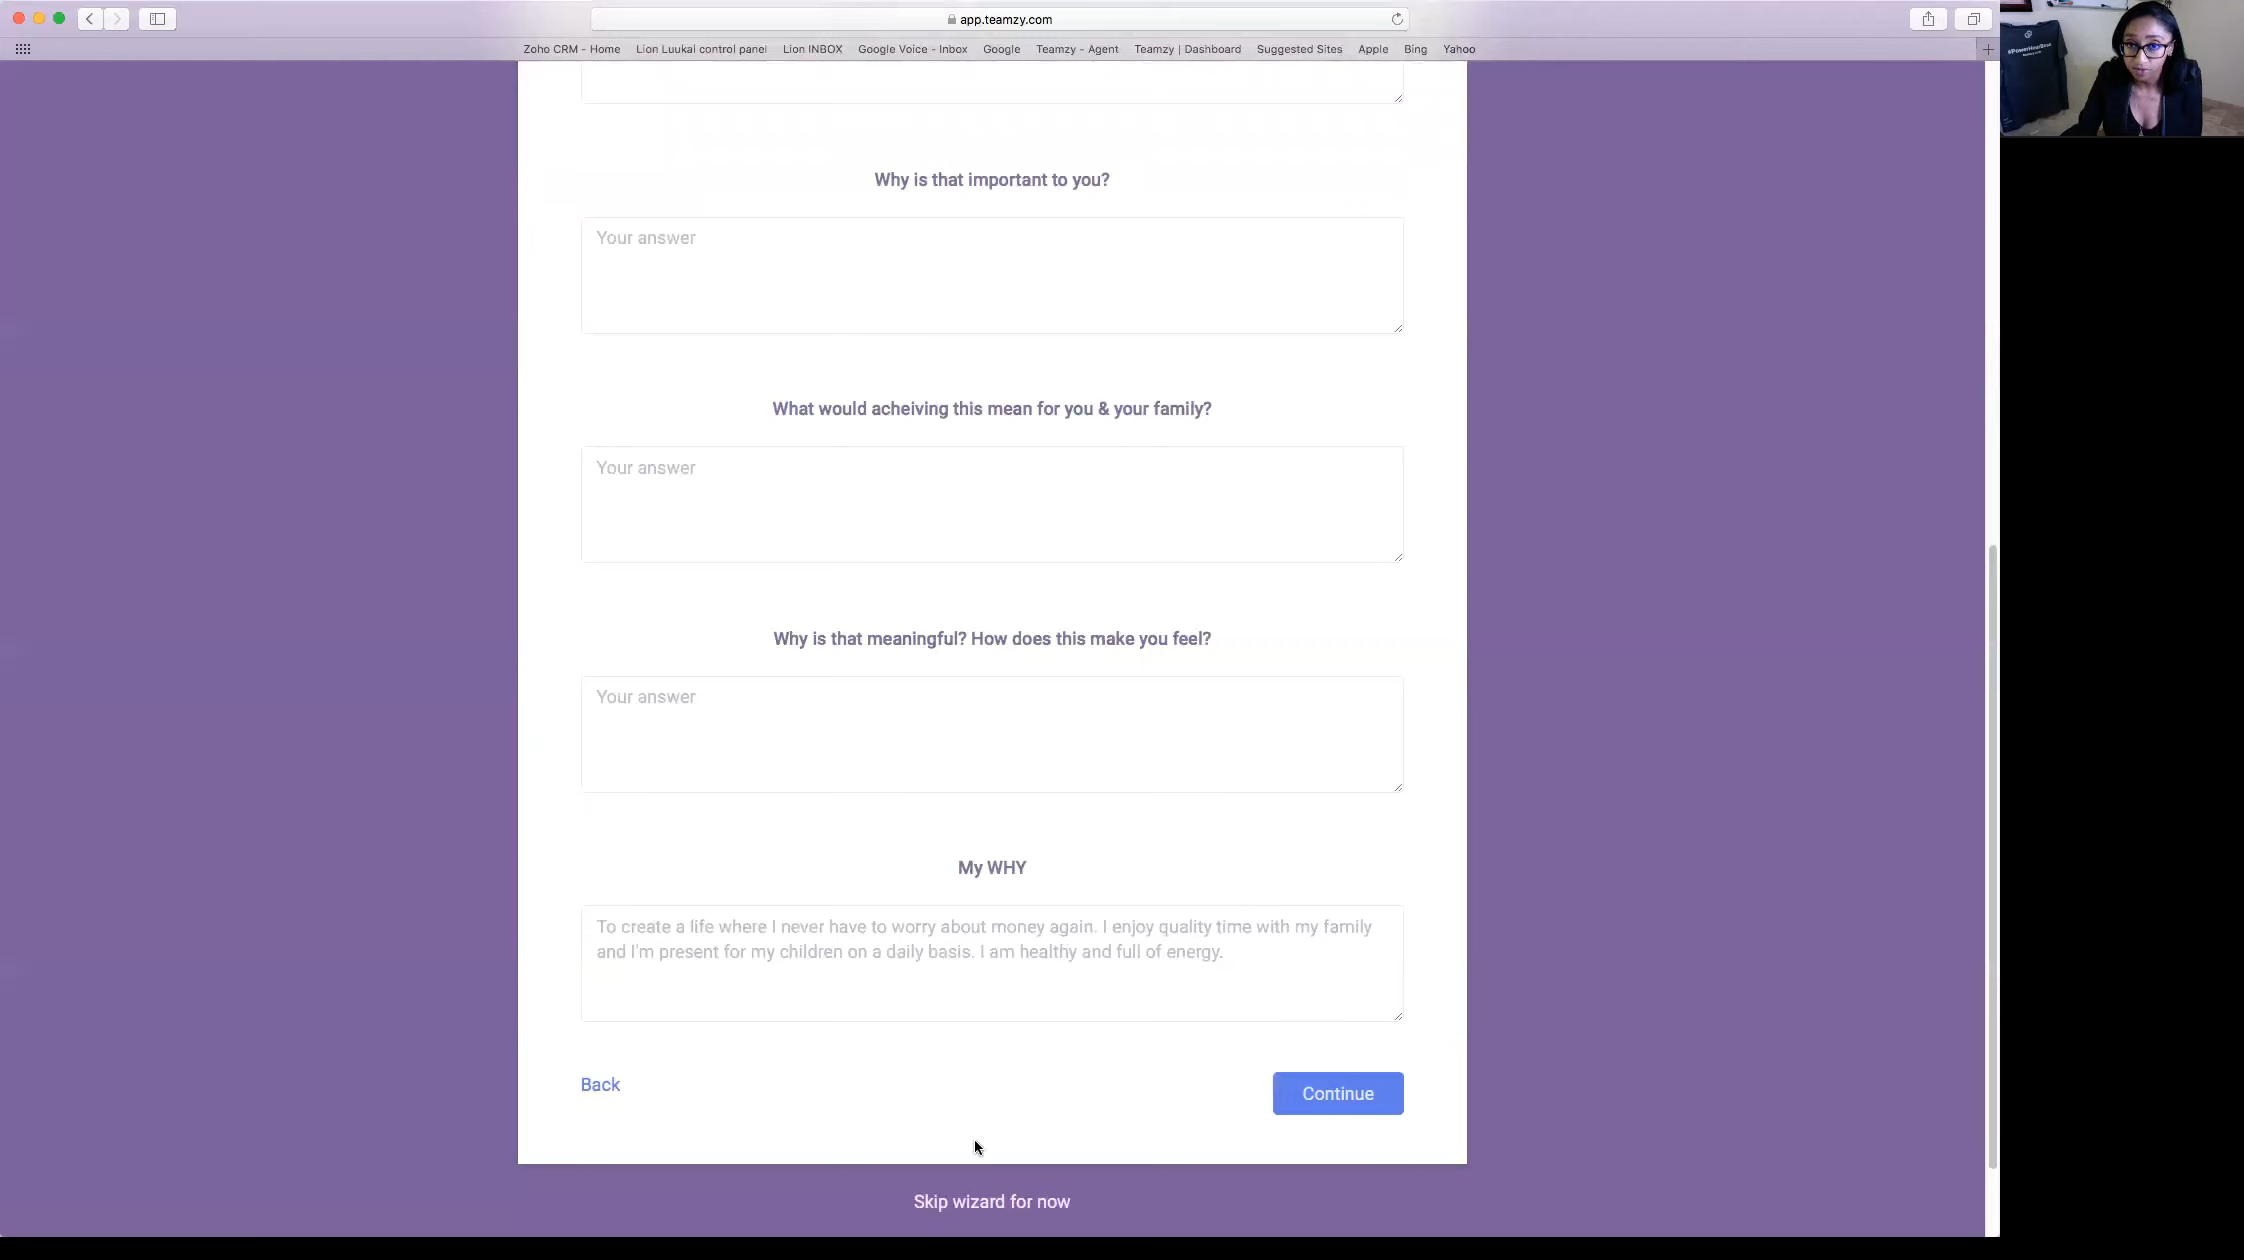 app.teamzy.com
Zoho CRM - Home Lion Luukai control panel Lion INBOX Google Voice - Inbox Google Teamzy - Agent Teamzy | Dashboard Suggested Sites Apple Bing Yahoo
Why is that important to you?
Your answer
What would acheiving this mean for you & your family?
Your answer
Why is that meaningful? How does this make you feel?
Your answer
My WHY
To create a life where I never have to worry about money again. I enjoy quality time with my family
and I'm present for my children on a daily basis. I am healthy and full of energy.
Back
Continue
Skip wizard for now